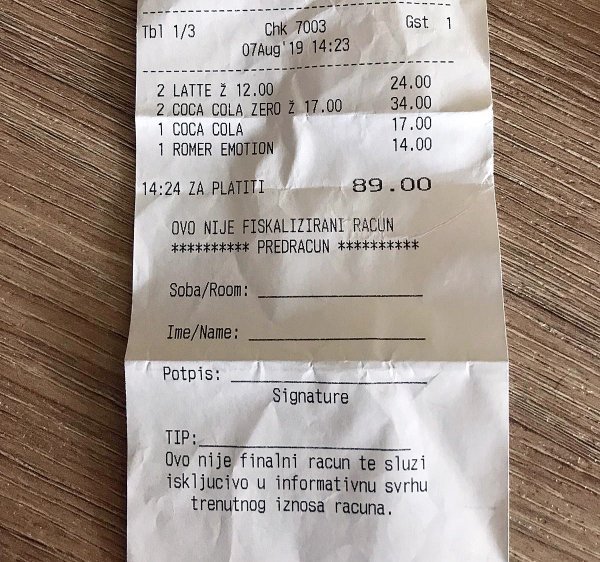 Tbl 1/3 Chk 7003 Gst 1
07Aug'19 14:23
2 LATTE Ž 12.00 24.00
2 COCA COLA ZERO Ž 17.00 34.00
1 COCA COLA 17.00
1 ROMER EMOTION 14.00
14:24 ZA PLATITI 89.00
OVO NIJE FISKALIZIRANI RACUN
********** PREDRACUN **********
Soba/Room: ________________
Ime/Name: _________________
Potpis: ___________________
Signature
TIP:____________________
Ovo nije finalni racun te sluzi
iskljucivo u informativnu svrhu
trenutnog iznosa racuna.